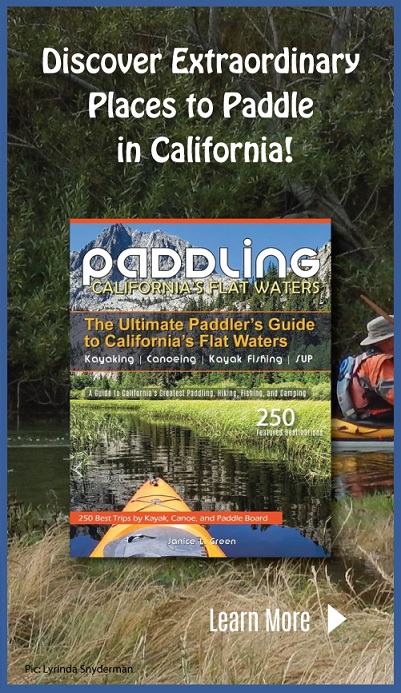 Discover Extraordinary
Places to Paddle
in California!
PADDLING
CALIFORNIA'S FLAT WATERS
The Ultimate Paddler's Guide
to California's Flat Waters
Kayaking | Canoeing | Kayak Fishing | SUP
A Guide to California's Greatest Paddling, Hiking, Fishing, and Camping
250
Featured Destinations
250 Best Trips by Kayak, Canoe, and Paddle Board
Janice E. Green
Learn More
Pic: Lyrinda Snyderman